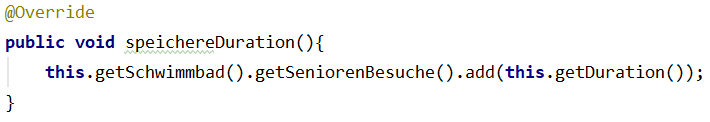 @Override
public void speichereDuration(){
    this.getSchwimmbad().getSeniorenBesuche().add(this.getDuration());
}